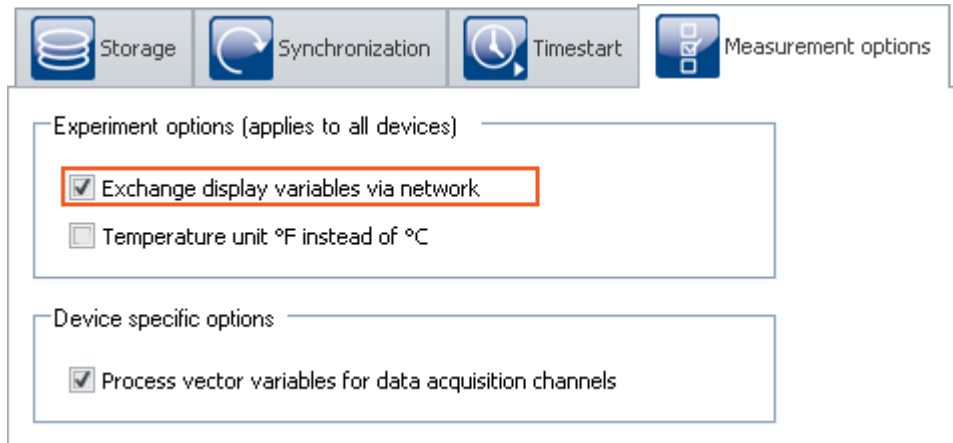 Storage
Synchronization
Timestart
Measurement options
Experiment options (applies to all devices)
Exchange display variables via network
Temperature unit °F instead of °C
Device specific options
Process vector variables for data acquisition channels